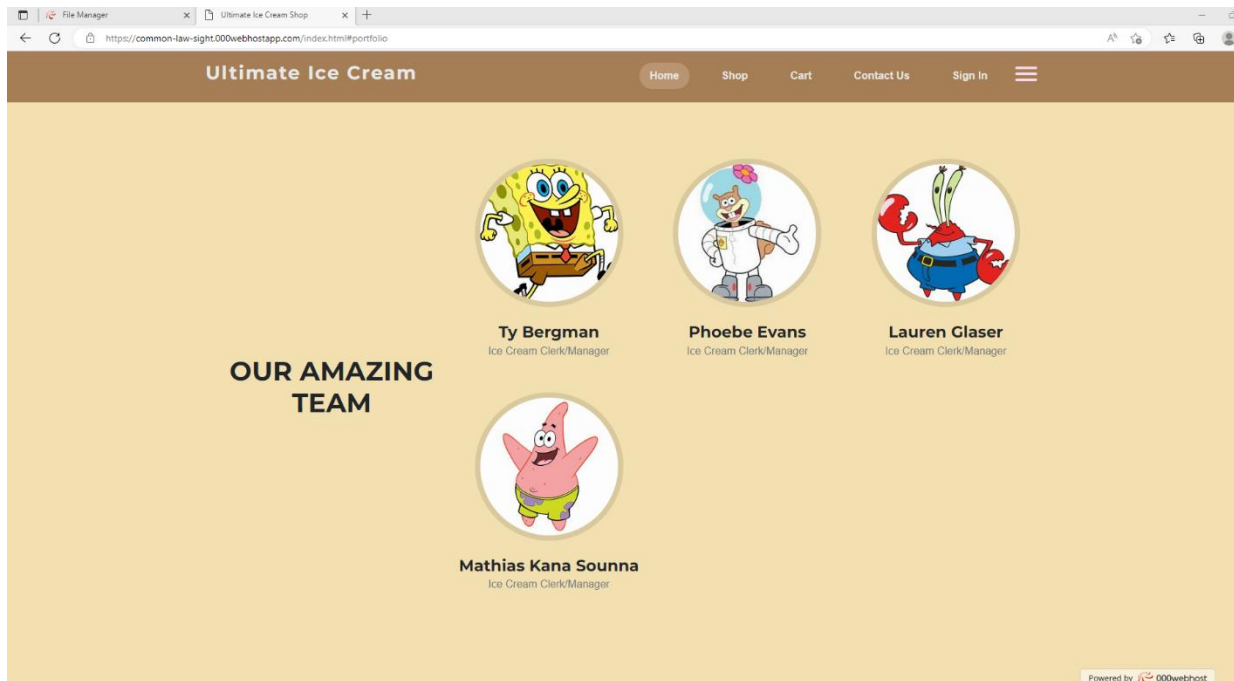 File Manager
Ultimate Ice Cream Shop
https://common-law-sight.000webhostapp.com/index.html#portfolio
Ultimate Ice Cream
Home Shop Cart Contact Us Sign In
Ty Bergman Phoebe Evans Lauren Glaser
Ice Cream Clerk/Manager Ice Cream Clerk/Manager Ice Cream Clerk/Manager
OUR AMAZING
TEAM
Mathias Kana Sounna
Ice Cream Clerk/Manager
Powered by 000webhost